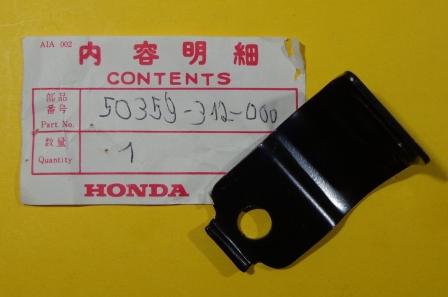 AIA 002
内容明細
CONTENTS
部品
番号
Part No.
50359-312-000
数量
Quantity
1
HONDA